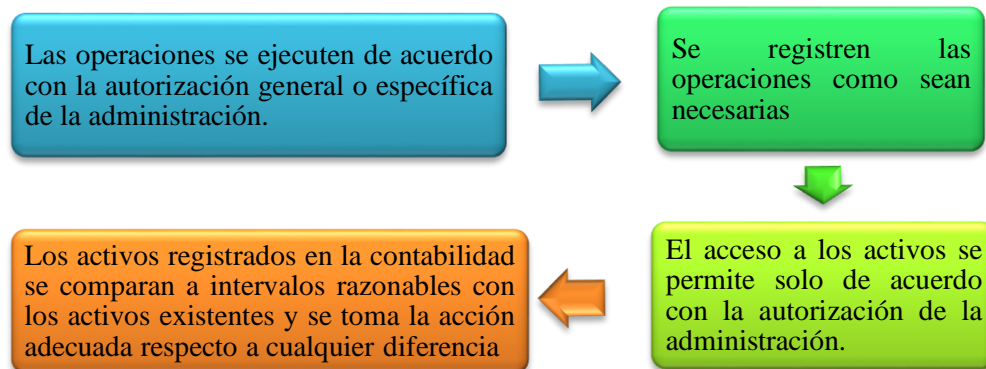 Las operaciones se ejecuten de acuerdo
con la autorización general o específica
de la administración.
Se registren las
operaciones como sean
necesarias
El acceso a los activos se
permite solo de acuerdo
con la autorización de la
administración.
Los activos registrados en la contabilidad
se comparan a intervalos razonables con
los activos existentes y se toma la acción
adecuada respecto a cualquier diferencia